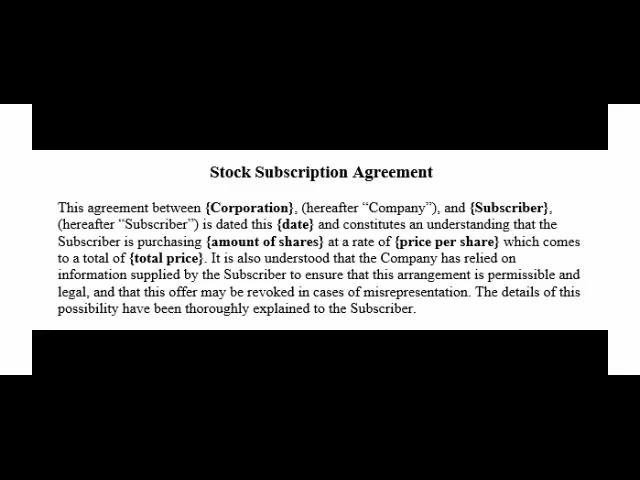 Stock Subscription Agreement
This agreement between {Corporation}, (hereafter “Company”), and {Subscriber},
(hereafter “Subscriber”) is dated this {date} and constitutes an understanding that the
Subscriber is purchasing {amount of shares} at a rate of {price per share} which comes
to a total of {total price}. It is also understood that the Company has relied on
information supplied by the Subscriber to ensure that this arrangement is permissible and
legal, and that this offer may be revoked in cases of misrepresentation. The details of this
possibility have been thoroughly explained to the Subscriber.